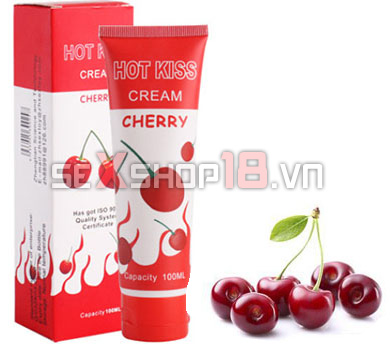 HOT KISS
CREAM
CHERRY
HOT KISS
CREAM
CHERRY
SEXSHOP18.vn
Has got ISO 90
Quality System
Certificate
Capacity 100ML
Capacity 100ML